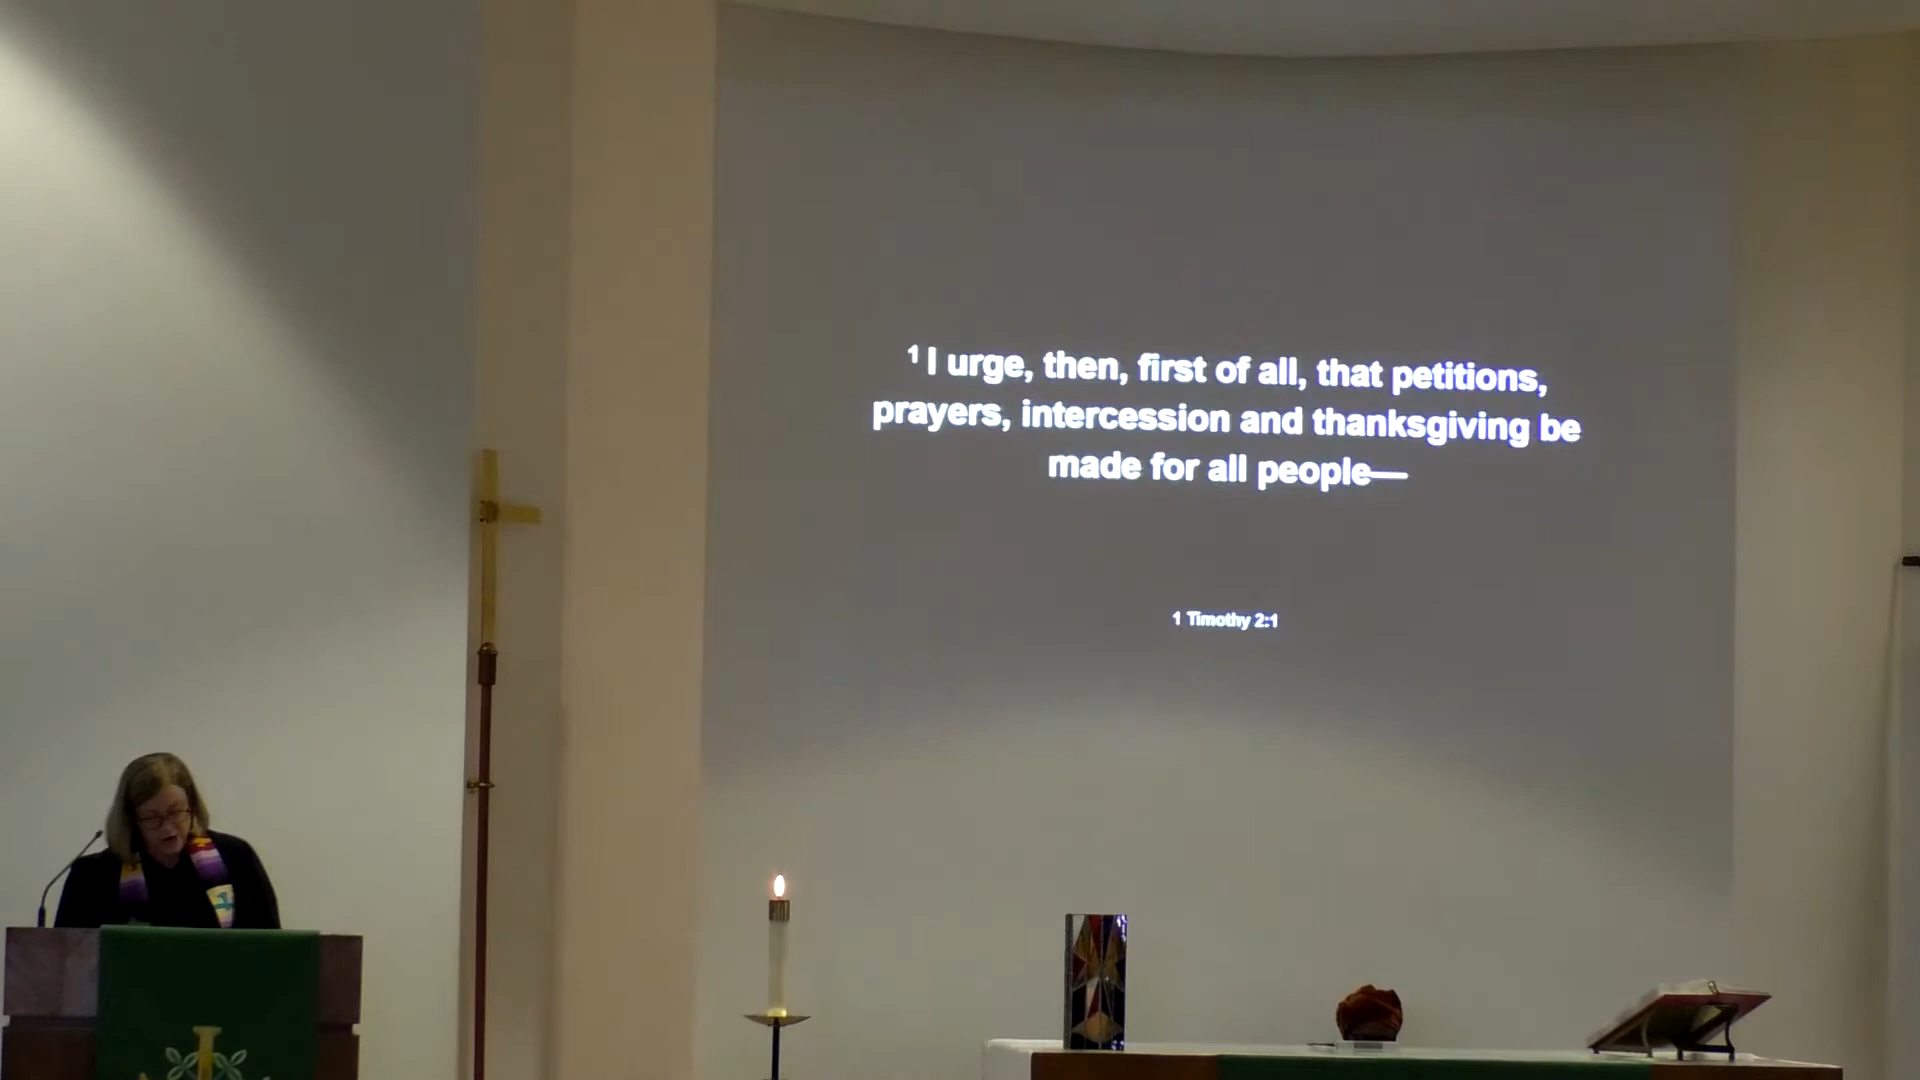 ¹ I urge, then, first of all, that petitions,
prayers, intercession and thanksgiving be
made for all people—
1 Timothy 2:1